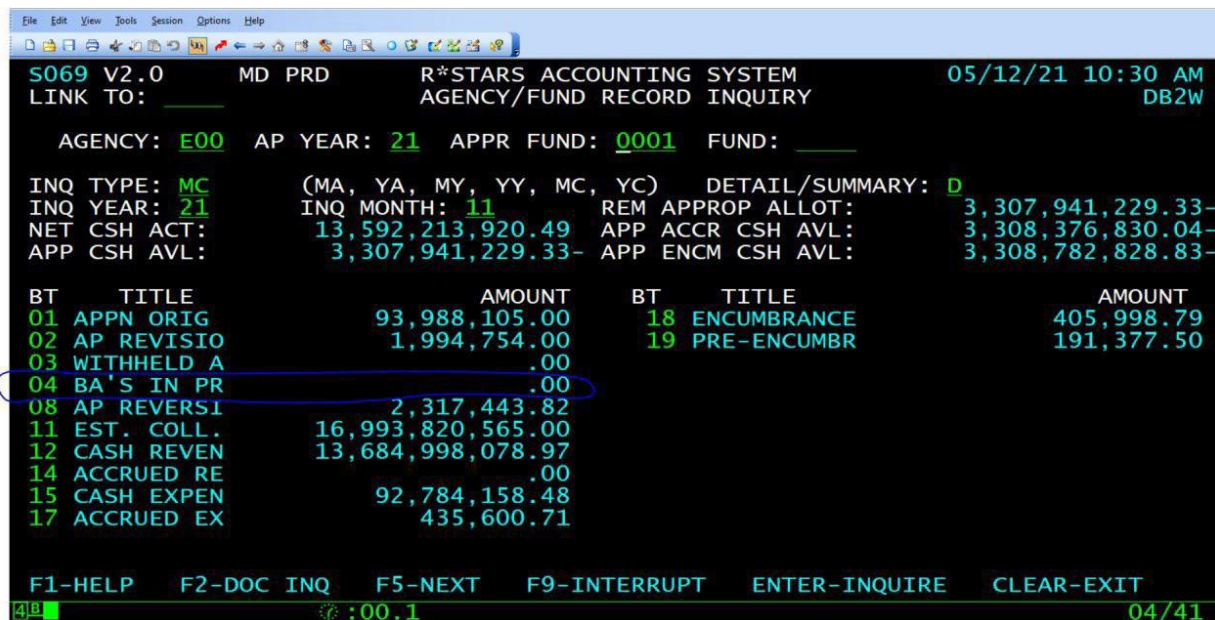 File Edit View Tools Session Options Help
S069 V2.0 MD PRD R*STARS ACCOUNTING SYSTEM 05/12/21 10:30 AM
LINK TO: _____ AGENCY/FUND RECORD INQUIRY DB2W
AGENCY: E00 AP YEAR: 21 APPR FUND: 0001 FUND: ____
INQ TYPE: MC (MA, YA, MY, YY, MC, YC) DETAIL/SUMMARY: D
INQ YEAR: 21 INQ MONTH: 11 REM APPROP ALLOT: 3,307,941,229.33-
NET CSH ACT: 13,592,213,920.49 APP ACCR CSH AVL: 3,308,376,830.04-
APP CSH AVL: 3,307,941,229.33- APP ENCM CSH AVL: 3,308,782,828.83-
BT TITLE AMOUNT BT TITLE AMOUNT
01 APPN ORIG 93,988,105.00 18 ENCUMBRANCE 405,998.79
02 AP REVISIO 1,994,754.00 19 PRE-ENCUMBR 191,377.50
03 WITHHELD A .00
04 BA'S IN PR .00
08 AP REVERSI 2,317,443.82
11 EST. COLL. 16,993,820,565.00
12 CASH REVEN 13,684,998,078.97
14 ACCRUED RE .00
15 CASH EXPEN 92,784,158.48
17 ACCRUED EX 435,600.71
F1-HELP F2-DOC INQ F5-NEXT F9-INTERRUPT ENTER-INQUIRE CLEAR-EXIT
4B :00.1 04/41